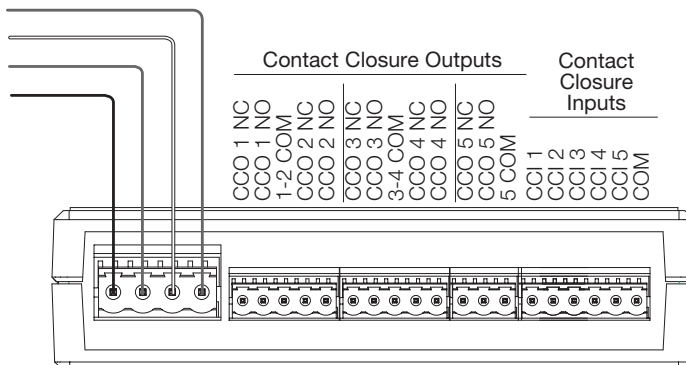 Contact Closure Outputs
Contact
Closure
Inputs
CCO 1 NC
CCO 1 NO
1-2 COM
CCO 2 NC
CCO 2 NO
CCO 3 NC
CCO 3 NO
3-4 COM
CCO 4 NC
CCO 4 NO
CCO 5 NC
CCO 5 NO
5 COM
CCI 1
CCI 2
CCI 3
CCI 4
CCI 5
COM